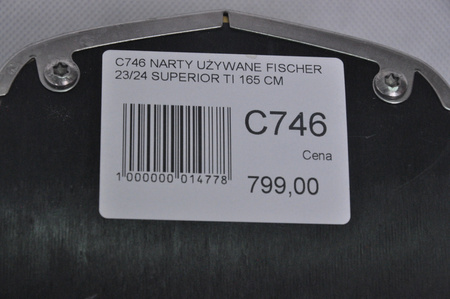 C746 NARTY UŻYWANE FISCHER
23/24 SUPERIOR TI 165 CM
C746
Cena
1 000000 014778
799,00